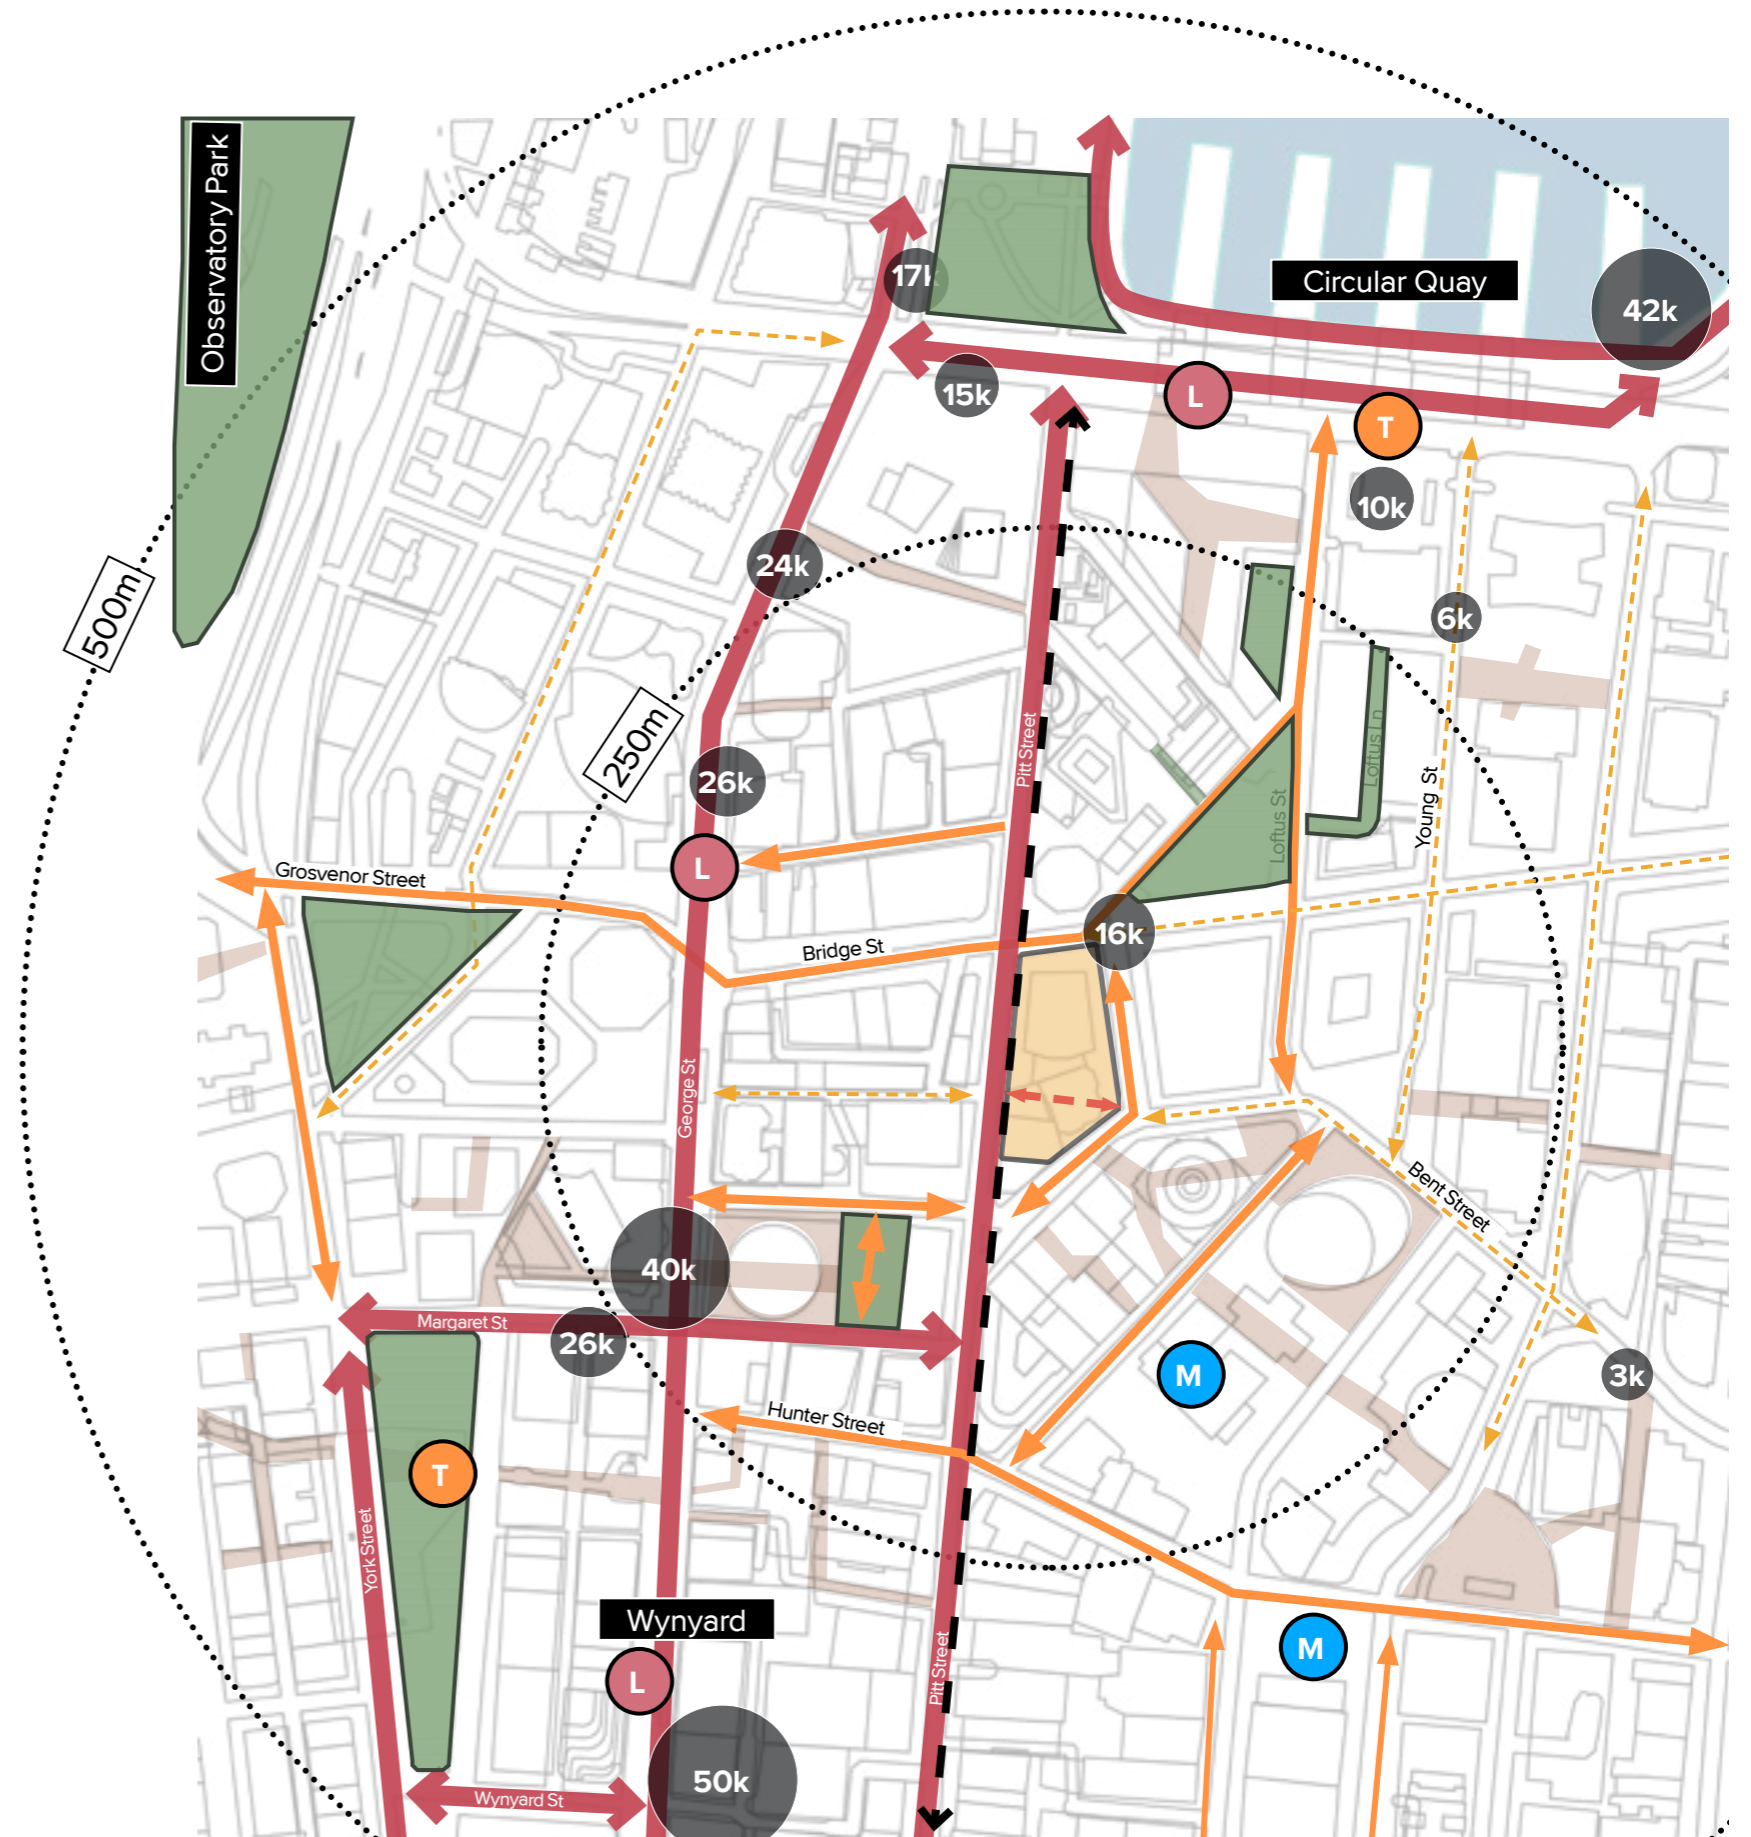 Observatory Park
Circular Quay
42k
17k
15k
L
T
10k
500m
24k
6k
250m
Pitt Street
Loftus Ln
Young St
26k
Loftus St
L
Grosvenor Street
16k
Bridge St
George St
Bent Street
40k
Margaret St
26k
M
3k
Hunter Street
T
York Street
Wynyard
M
L
Pitt Street
50k
Wynyard St